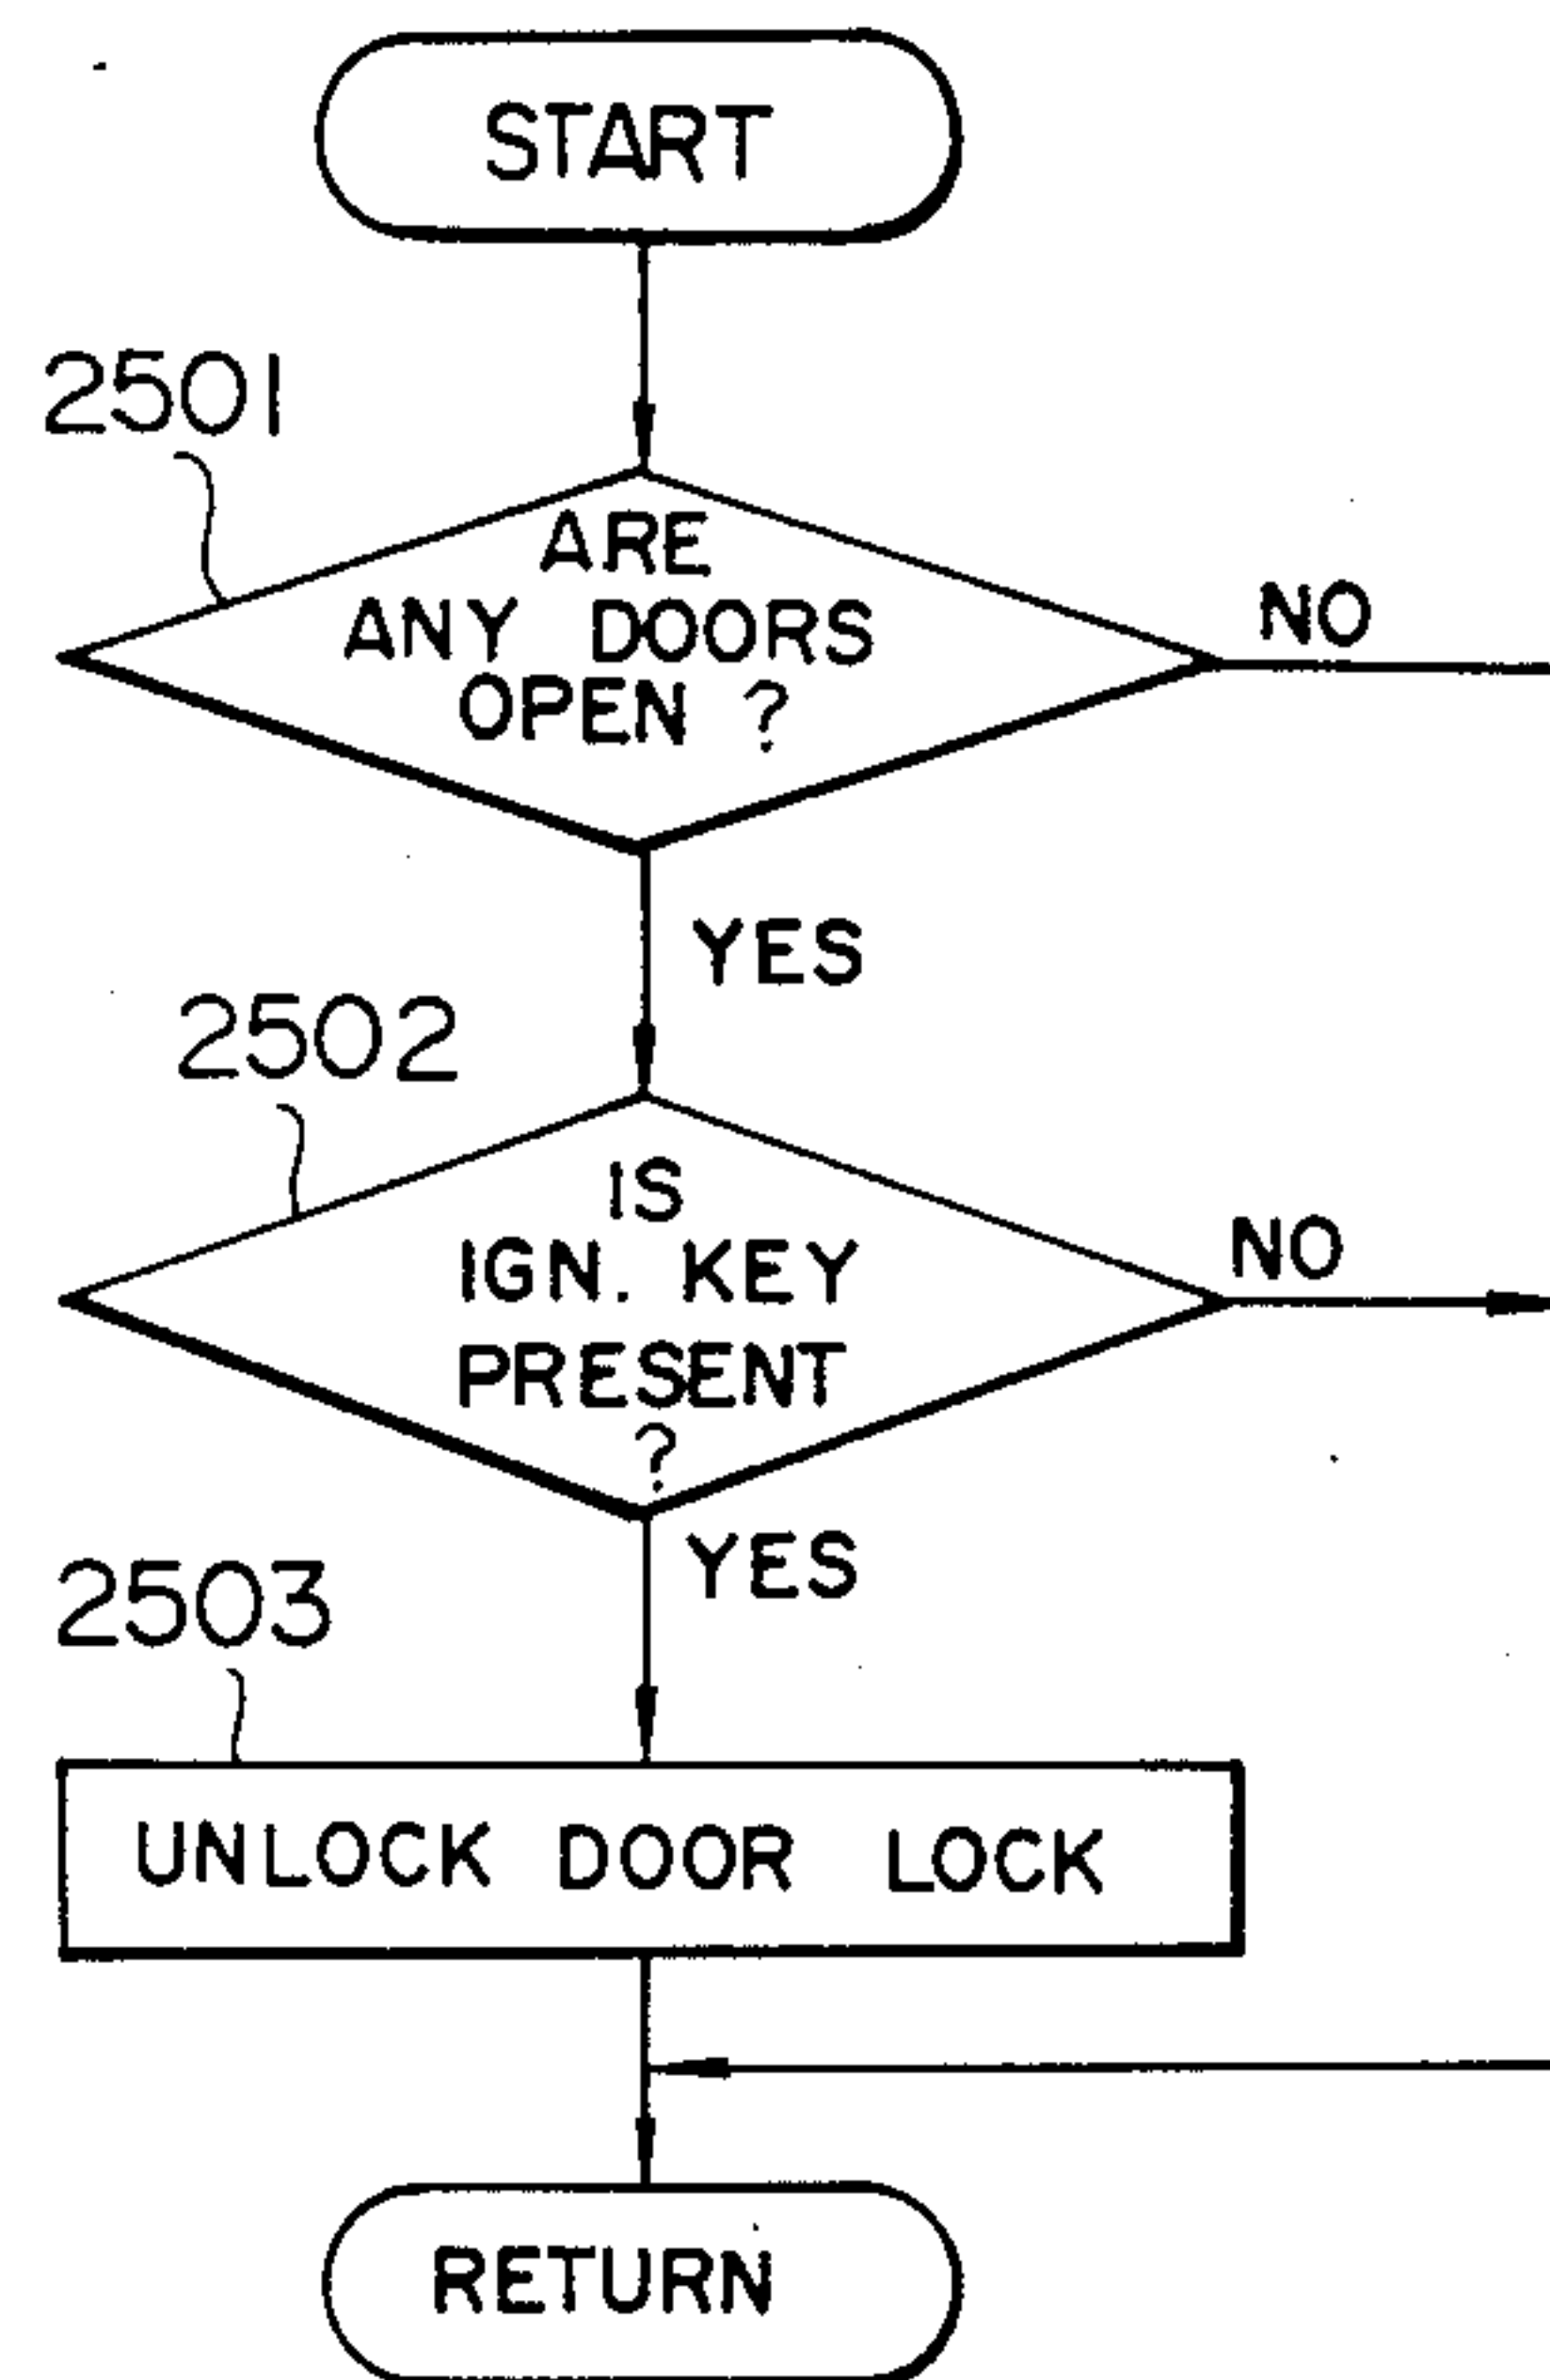 START
2501
ARE
ANY DOORS
OPEN ?
NO
YES
2502
IS
IGN. KEY
PRESENT
?
NO
YES
2503
UNLOCK DOOR LOCK
RETURN